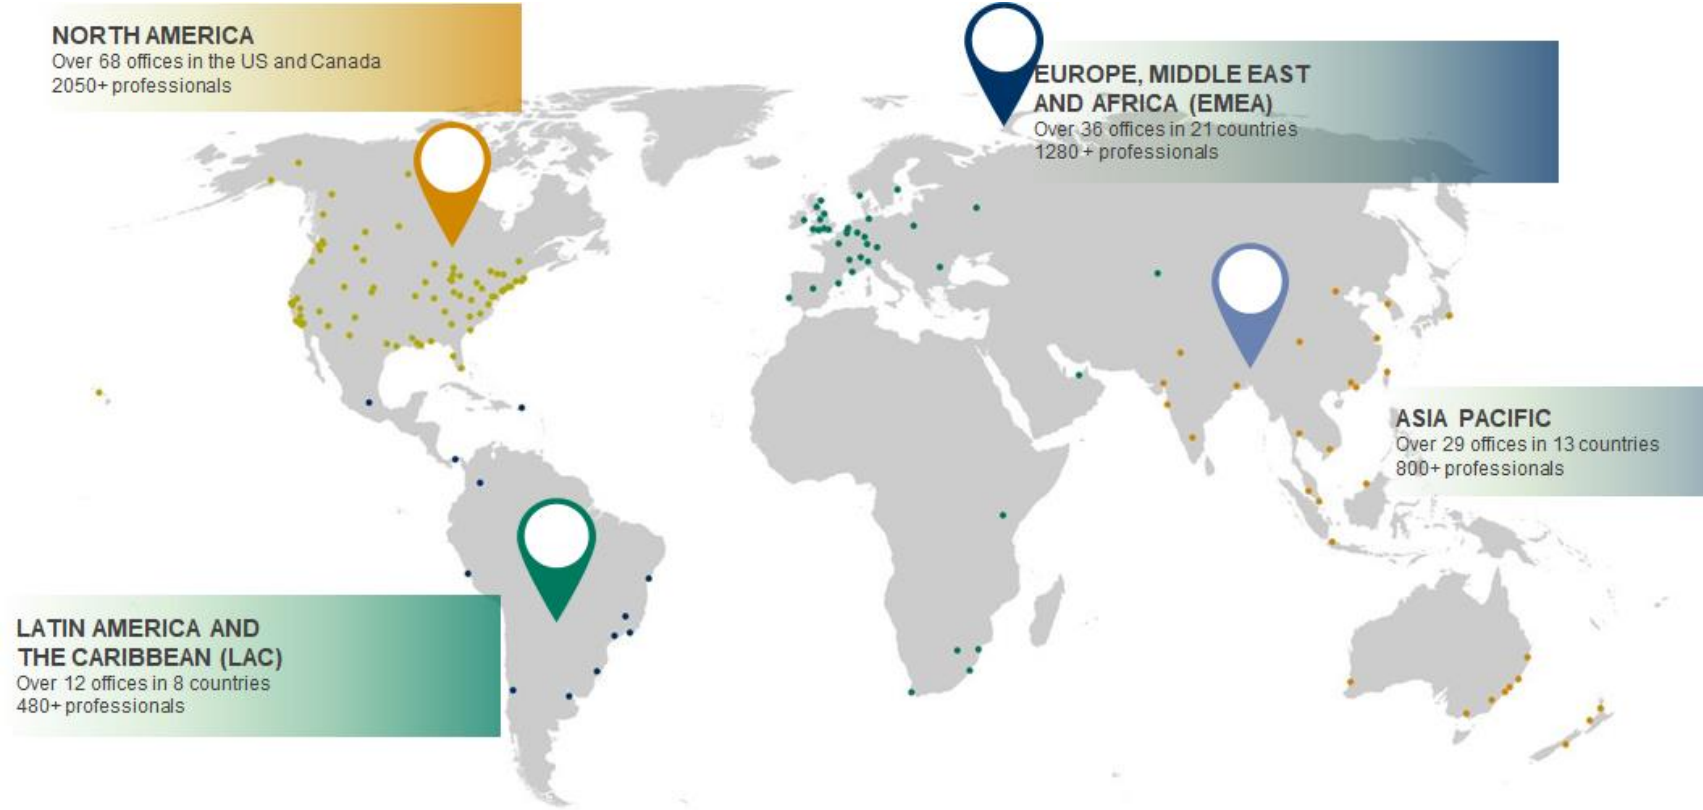 NORTH AMERICA
Over 68 offices in the US and Canada
2050+ professionals
EUROPE, MIDDLE EAST
AND AFRICA (EMEA)
Over 36 offices in 21 countries
1280 + professionals
ASIA PACIFIC
Over 29 offices in 13 countries
800+ professionals
LATIN AMERICA AND
THE CARIBBEAN (LAC)
Over 12 offices in 8 countries
480+ professionals